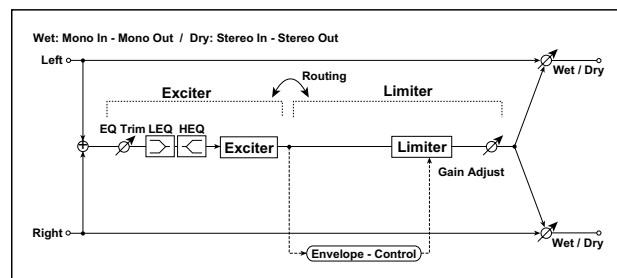 Wet: Mono In - Mono Out / Dry: Stereo In - Stereo Out
Left
Wet / Dry
Routing
Exciter
Limiter
EQ Trim
LEQ
HEQ
Exciter
Limiter
Gain Adjust
Right
Wet / Dry
Envelope - Control